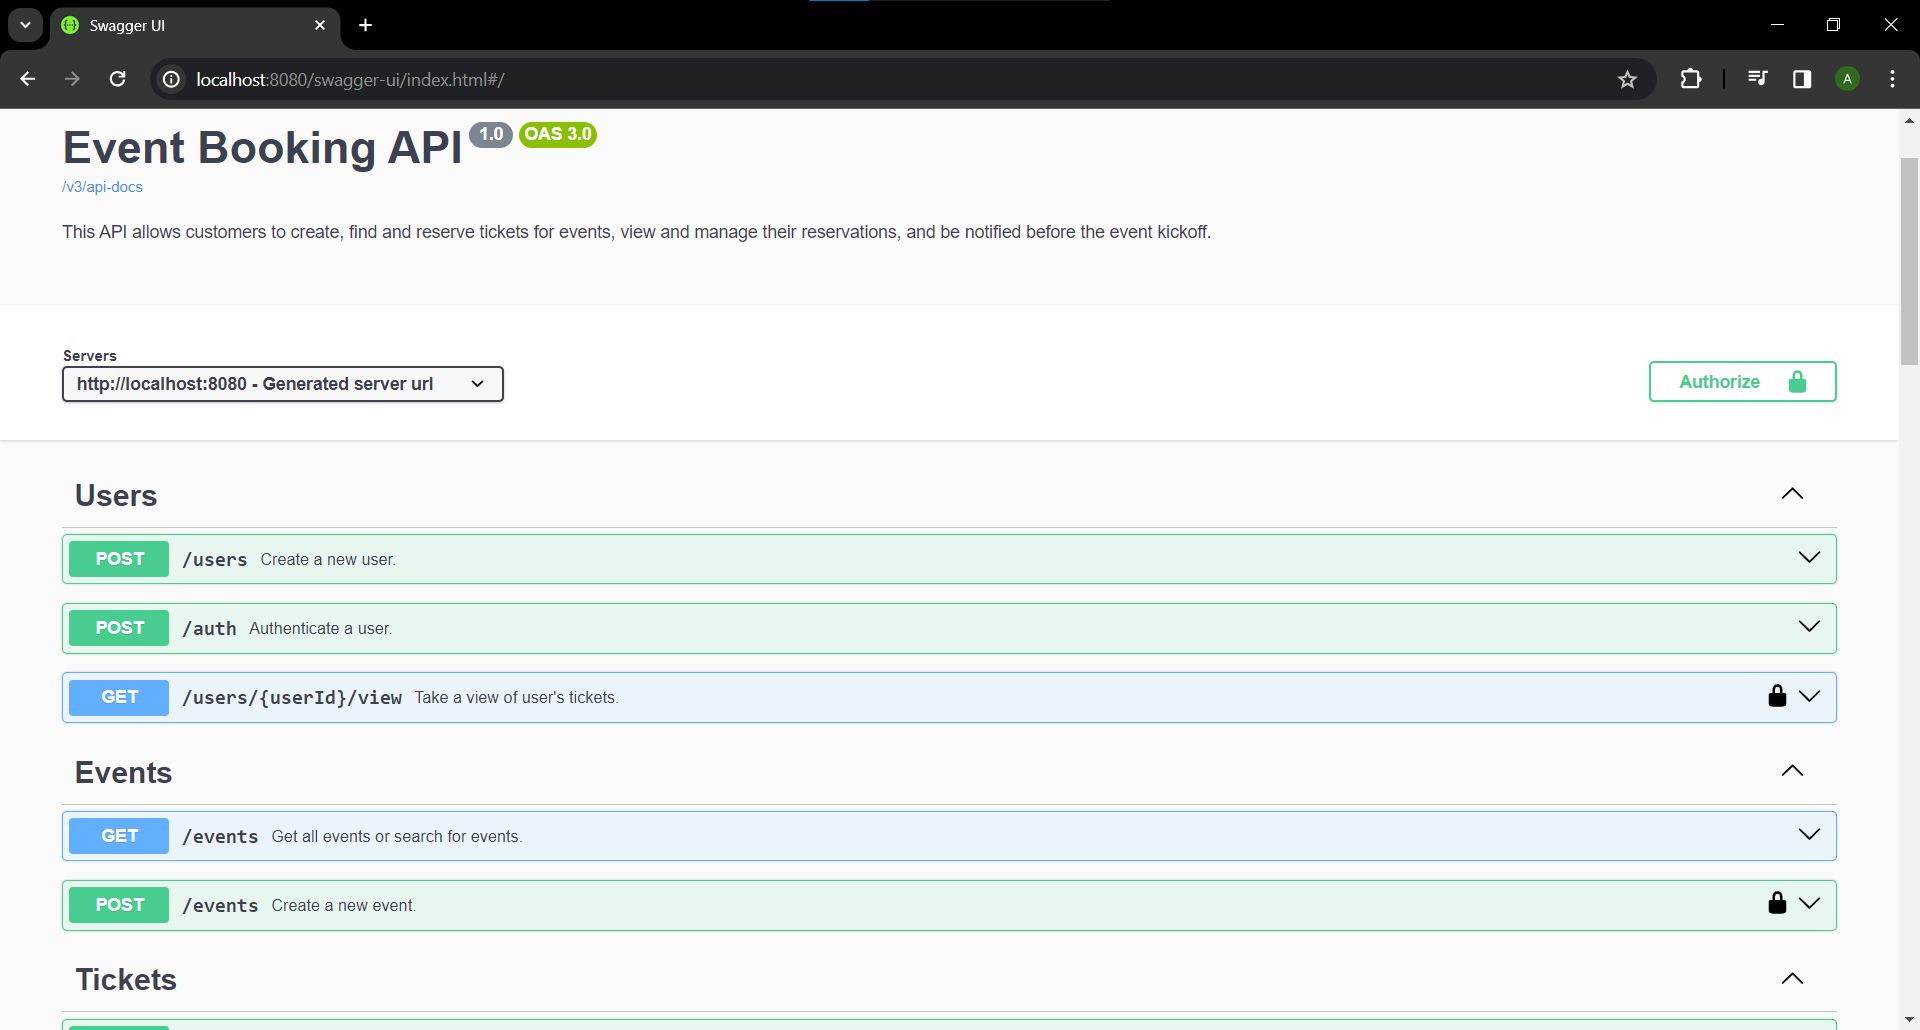 Swagger UI
localhost:8080/swagger-ui/index.html#/
A
Event Booking API 1.0 OAS 3.0
/v3/api-docs
This API allows customers to create, find and reserve tickets for events, view and manage their reservations, and be notified before the event kickoff.
Servers
http://localhost:8080 - Generated server url
Authorize
Users
POST /users Create a new user.
POST /auth Authenticate a user.
GET /users/{userId}/view Take a view of user's tickets.
Events
GET /events Get all events or search for events.
POST /events Create a new event.
Tickets